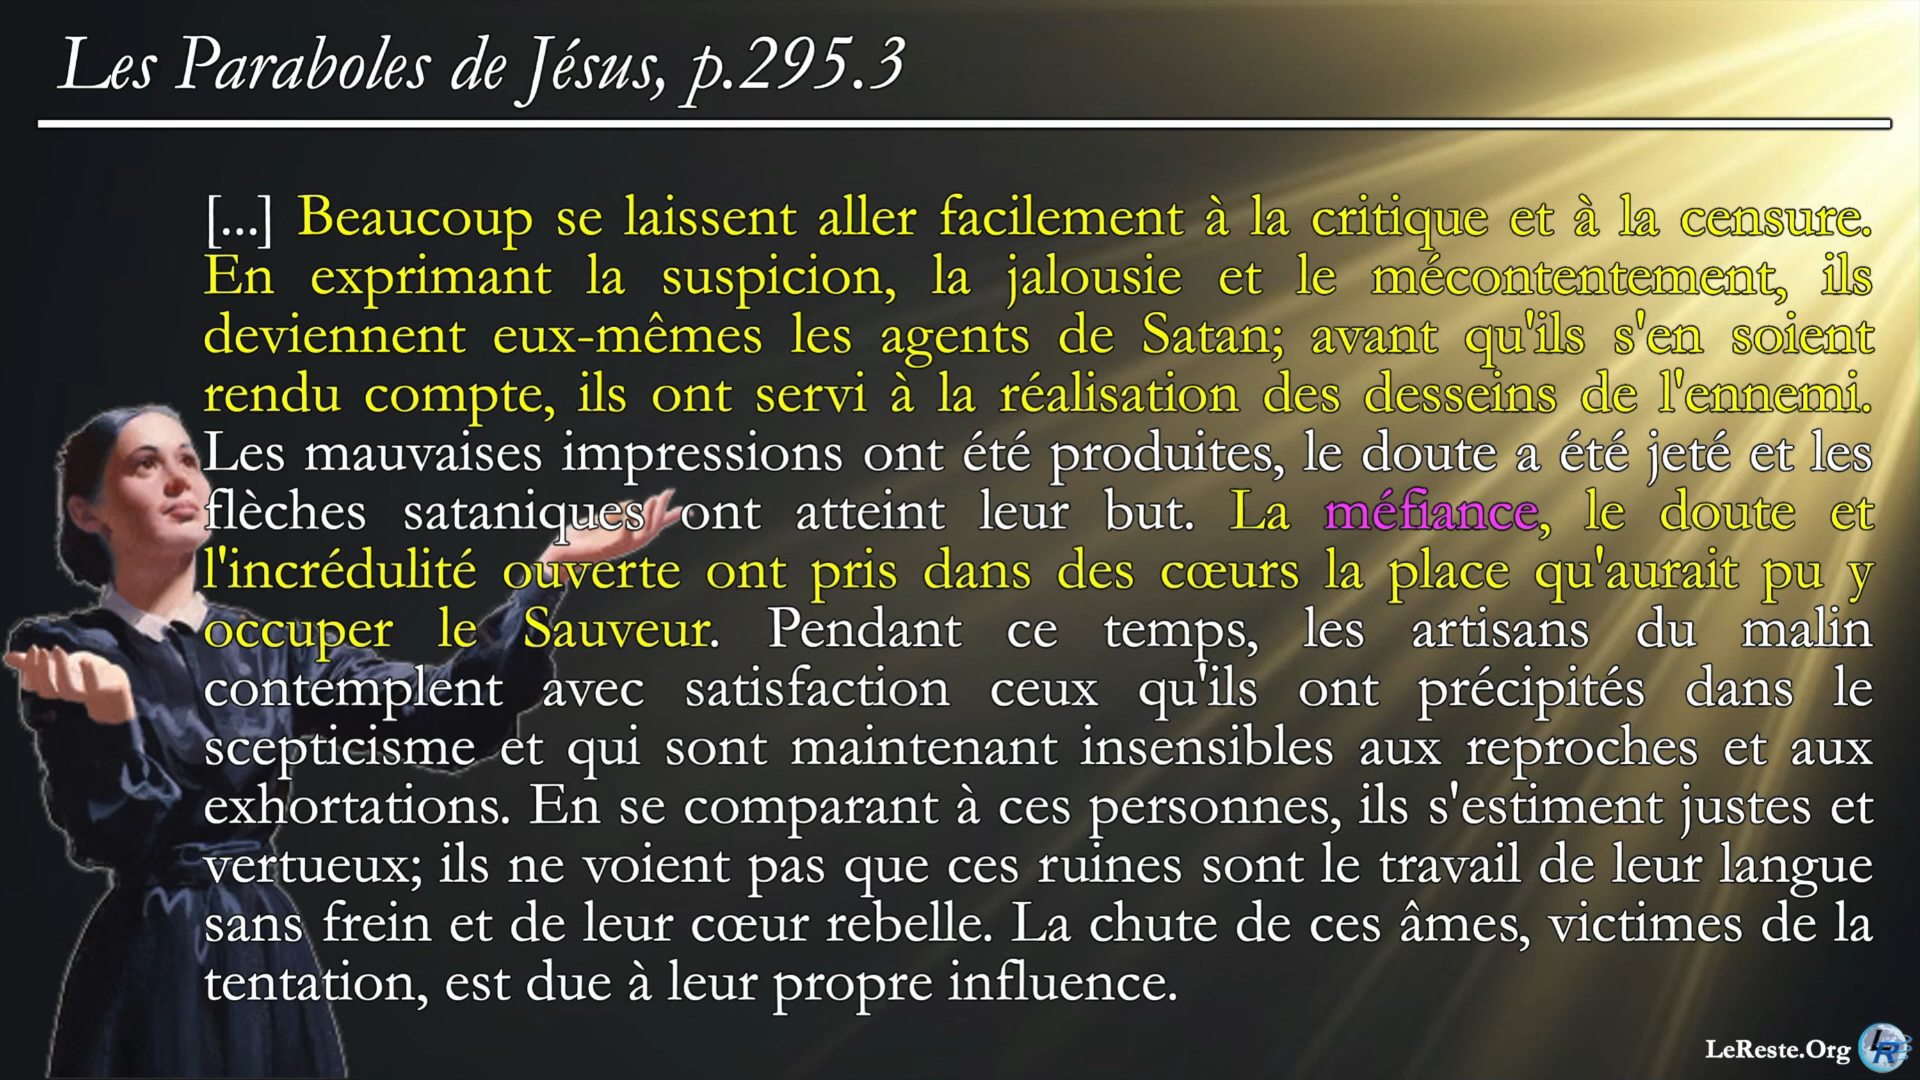 Les Paraboles de Jésus, p.295.3
[...] Beaucoup se laissent aller facilement à la critique et à la censure.
En exprimant la suspicion, la jalousie et le mécontentement, ils
deviennent eux-mêmes les agents de Satan; avant qu'ils s'en soient
rendu compte, ils ont servi à la réalisation des desseins de l'ennemi.
Les mauvaises impressions ont été produites, le doute a été jeté et les
flèches sataniques ont atteint leur but. La méfiance, le doute et
l'incrédulité ouverte ont pris dans des cœurs la place qu'aurait pu y
occuper le Sauveur. Pendant ce temps, les artisans du malin
contemplent avec satisfaction ceux qu'ils ont précipités dans le
scepticisme et qui sont maintenant insensibles aux reproches et aux
exhortations. En se comparant à ces personnes, ils s'estiment justes et
vertueux; ils ne voient pas que ces ruines sont le travail de leur langue
sans frein et de leur cœur rebelle. La chute de ces âmes, victimes de la
tentation, est due à leur propre influence.
LeReste.Org LR